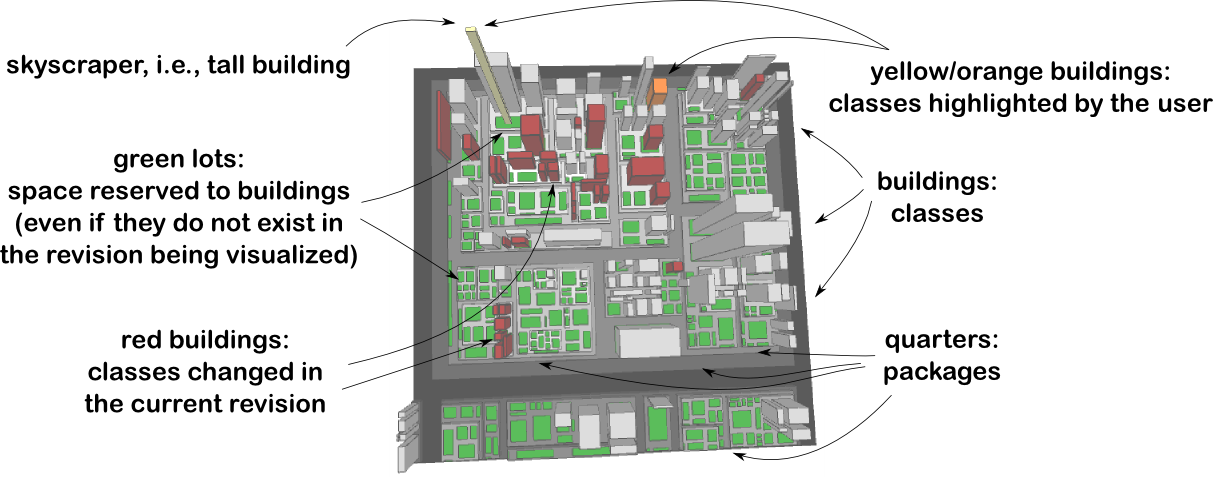 skyscraper, i.e., tall building
green lots:
space reserved to buildings
(even if they do not exist in
the revision being visualized)
red buildings:
classes changed in
the current revision
yellow/orange buildings:
classes highlighted by the user
buildings:
classes
quarters:
packages